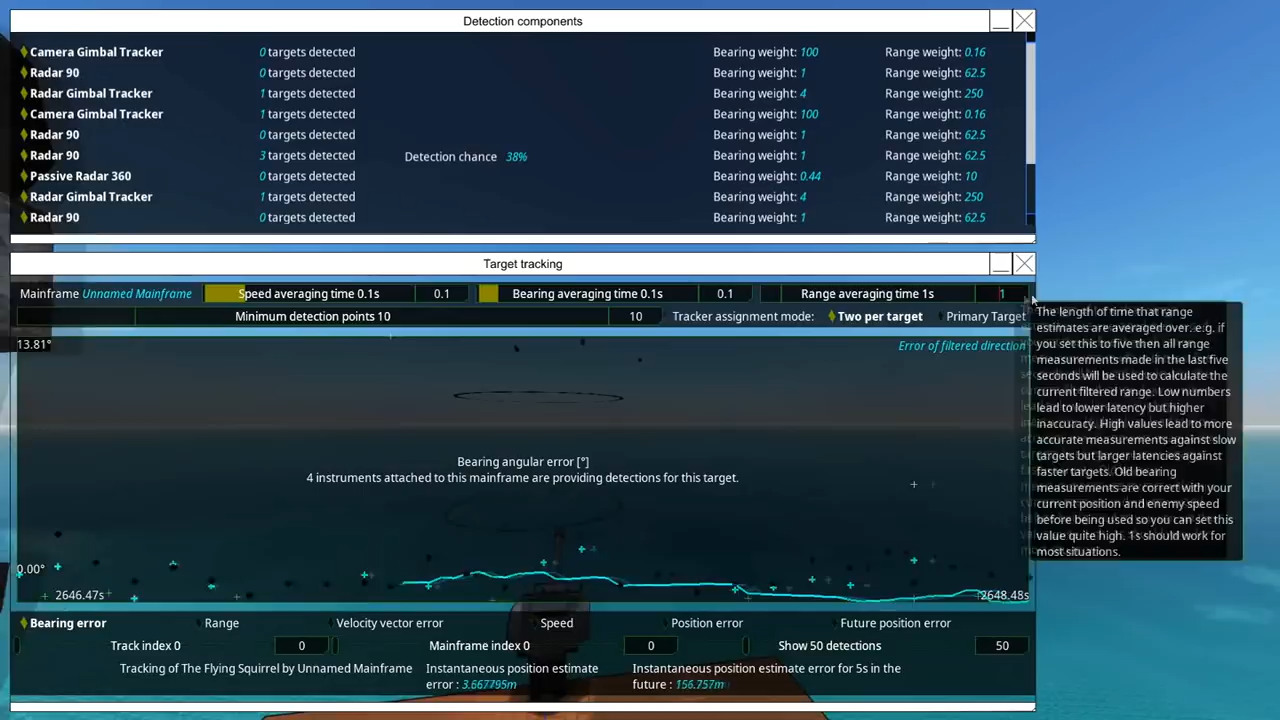 Detection components
Camera Gimbal Tracker 0 targets detected Bearing weight: 100 Range weight: 0.16
Radar 90 0 targets detected Bearing weight: 1 Range weight: 62.5
Radar Gimbal Tracker 1 targets detected Bearing weight: 4 Range weight: 250
Camera Gimbal Tracker 1 targets detected Bearing weight: 100 Range weight: 0.16
Radar 90 0 targets detected Bearing weight: 1 Range weight: 62.5
Radar 90 3 targets detected Detection chance 38% Bearing weight: 1 Range weight: 62.5
Passive Radar 360 0 targets detected Bearing weight: 0.44 Range weight: 10
Radar Gimbal Tracker 1 targets detected Bearing weight: 4 Range weight: 250
Radar 90 0 targets detected Bearing weight: 1 Range weight: 62.5
Target tracking
Mainframe Unnamed Mainframe Speed averaging time 0.1s 0.1 Bearing averaging time 0.1s 0.1 Range averaging time 1s 1
Minimum detection points 10 10 Tracker assignment mode: Two per target Primary Target
13.81° Error of filtered direction
Bearing angular error [°]
4 instruments attached to this mainframe are providing detections for this target.
0.00°
2646.47s 2648.48s
Bearing error Range Velocity vector error Speed Position error Future position error
Track index 0 0 Mainframe index 0 0 Show 50 detections 50
Tracking of The Flying Squirrel by Unnamed Mainframe
Instantaneous position estimate
error : 3.667795m
Instantaneous position estimate error for 5s in the
future : 156.757m
The length of time that range
estimates are averaged over. e.g. if
you set this to five then all range
measurements made in the last five
seconds will be used to calculate the
current filtered range. Low numbers
lead to lower latency but higher
inaccuracy. High values lead to more
accurate measurements against slow
targets but larger latencies against
faster targets. Old bearing
measurements are correct with your
current position and enemy speed
before being used so you can set this
value quite high. 1s should work for
most situations.